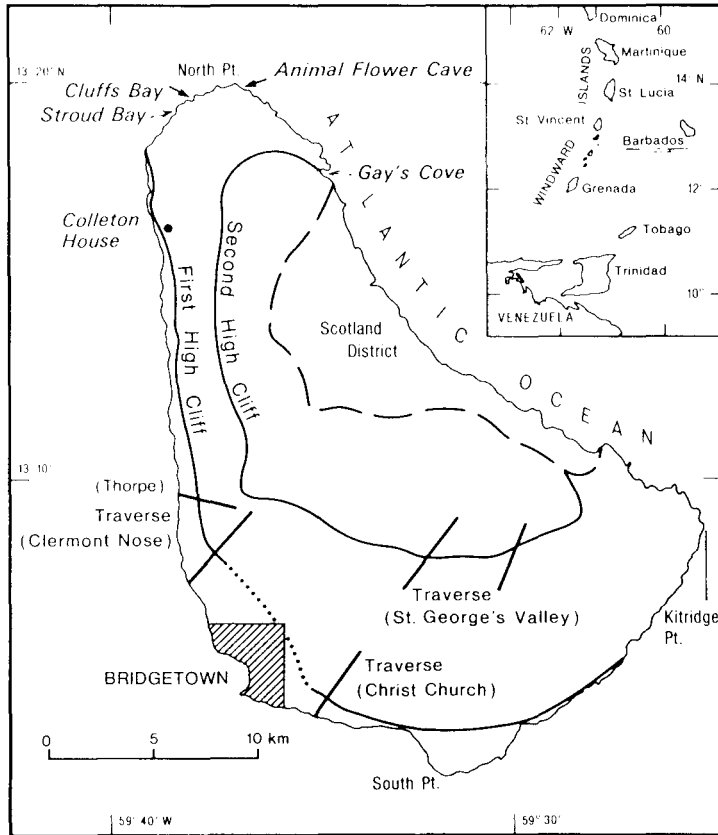 62 W
60
Dominica
Martinique
14° N
ISLANDS
St Lucia
St Vincent
Barbados
WINDWARD
12°
Grenada
Tobago
Trinidad
10°
VENEZUELA
13° 20' N
North Pt.
Animal Flower Cave
Cluffs Bay
Stroud Bay
ATLANTIC OCEAN
Gay's Cove
Colleton
House
First High Cliff
Second High Cliff
Scotland
District
13 10'
(Thorpe)
Traverse
(Clermont Nose)
Traverse
(St. George's Valley)
Kitridge
Pt.
BRIDGETOWN
Traverse
(Christ Church)
0 5 10 km
South Pt.
59° 40' W
59° 30'